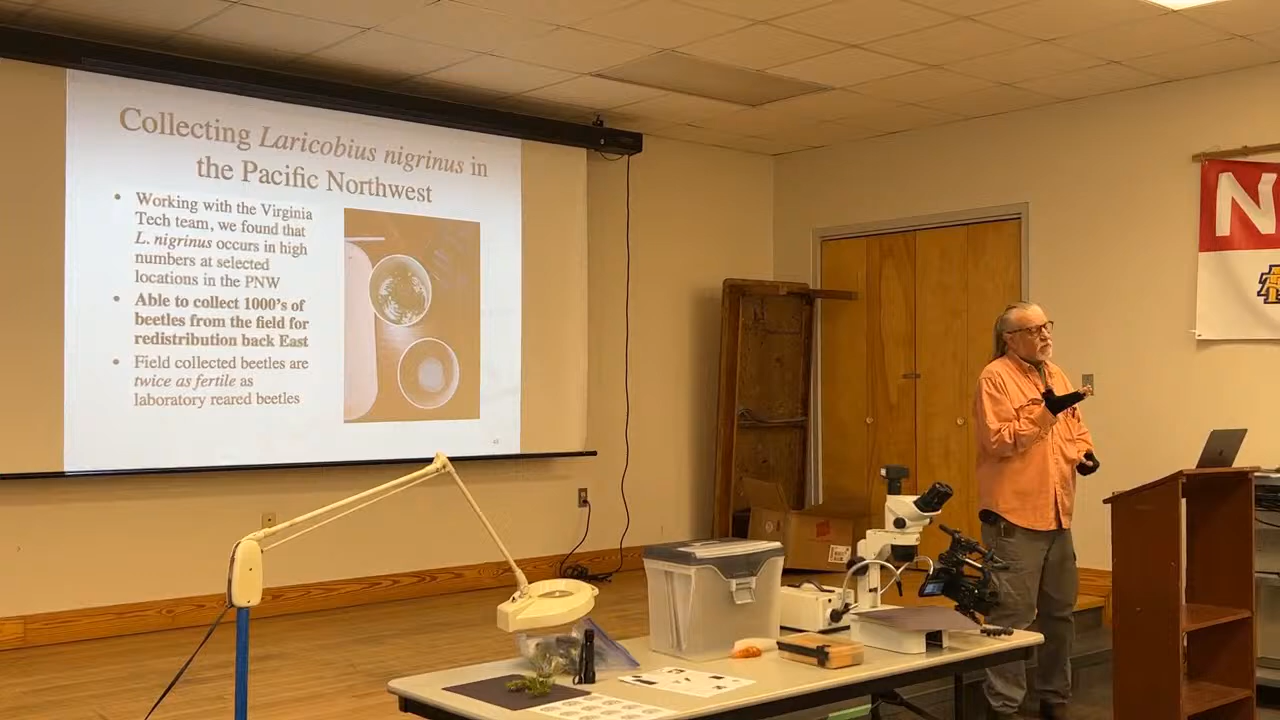 Collecting Laricobius nigrinus in
the Pacific Northwest
• Working with the Virginia
Tech team, we found that
L. nigrinus occurs in high
numbers at selected
locations in the PNW
• Able to collect 1000's of
beetles from the field for
redistribution back East
• Field collected beetles are
twice as fertile as
laboratory reared beetles
N